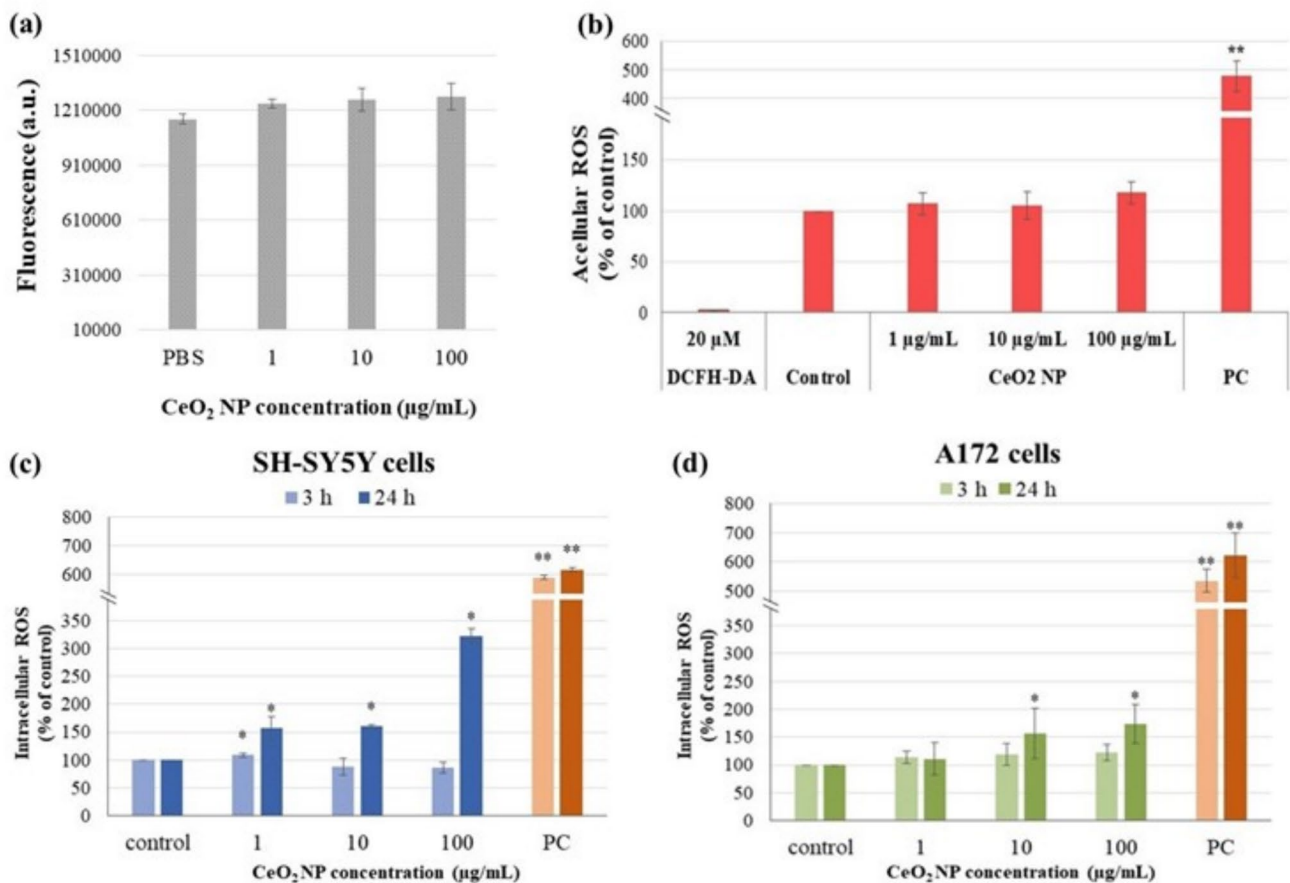 (a)
Fluorescence (a.u.)
1510000
1210000
910000
610000
310000
10000
PBS 1 10 100
CeO₂ NP concentration (µg/mL)
(b)
Acellular ROS
(% of control)
600
500
400
150
100
50
0
**
20 µM 1 µg/mL 10 µg/mL 100 µg/mL
DCFH-DA Control CeO2 NP PC
(c)
SH-SY5Y cells
3 h 24 h
Intracellular ROS
(% of control)
800
700
600
350
300
250
200
150
100
50
0
* * * * ** **
control 1 10 100 PC
CeO₂ NP concentration (µg/mL)
(d)
A172 cells
3 h 24 h
Intracellular ROS
(% of control)
800
700
600
500
350
300
250
200
150
100
50
0
* * ** **
control 1 10 100 PC
CeO₂ NP concentration (µg/mL)